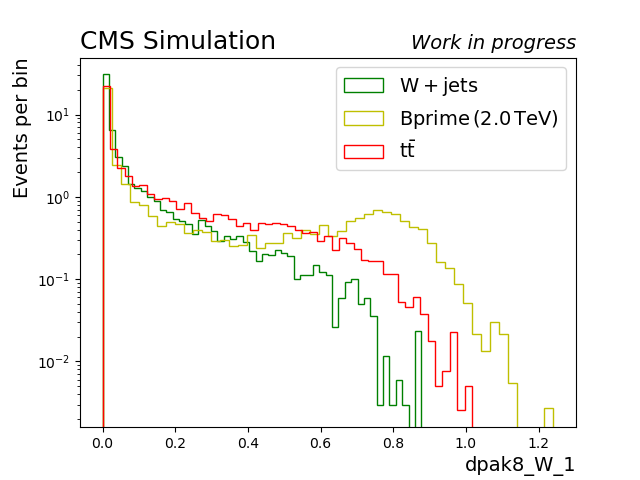 CMS Simulation Work in progress
Events per bin
W + jets
Bprime (2.0 TeV)
tt̄
10¹
10⁰
10⁻¹
10⁻²
0.0 0.2 0.4 0.6 0.8 1.0 1.2
dpak8_W_1